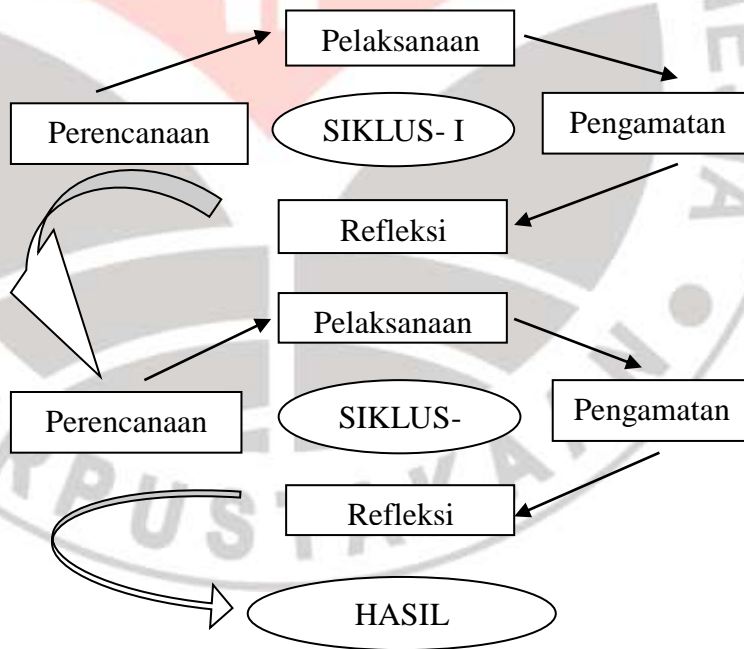 Pelaksanaan
Perencanaan
SIKLUS- I
Pengamatan
Refleksi
Pelaksanaan
Perencanaan
SIKLUS-
Pengamatan
Refleksi
HASIL